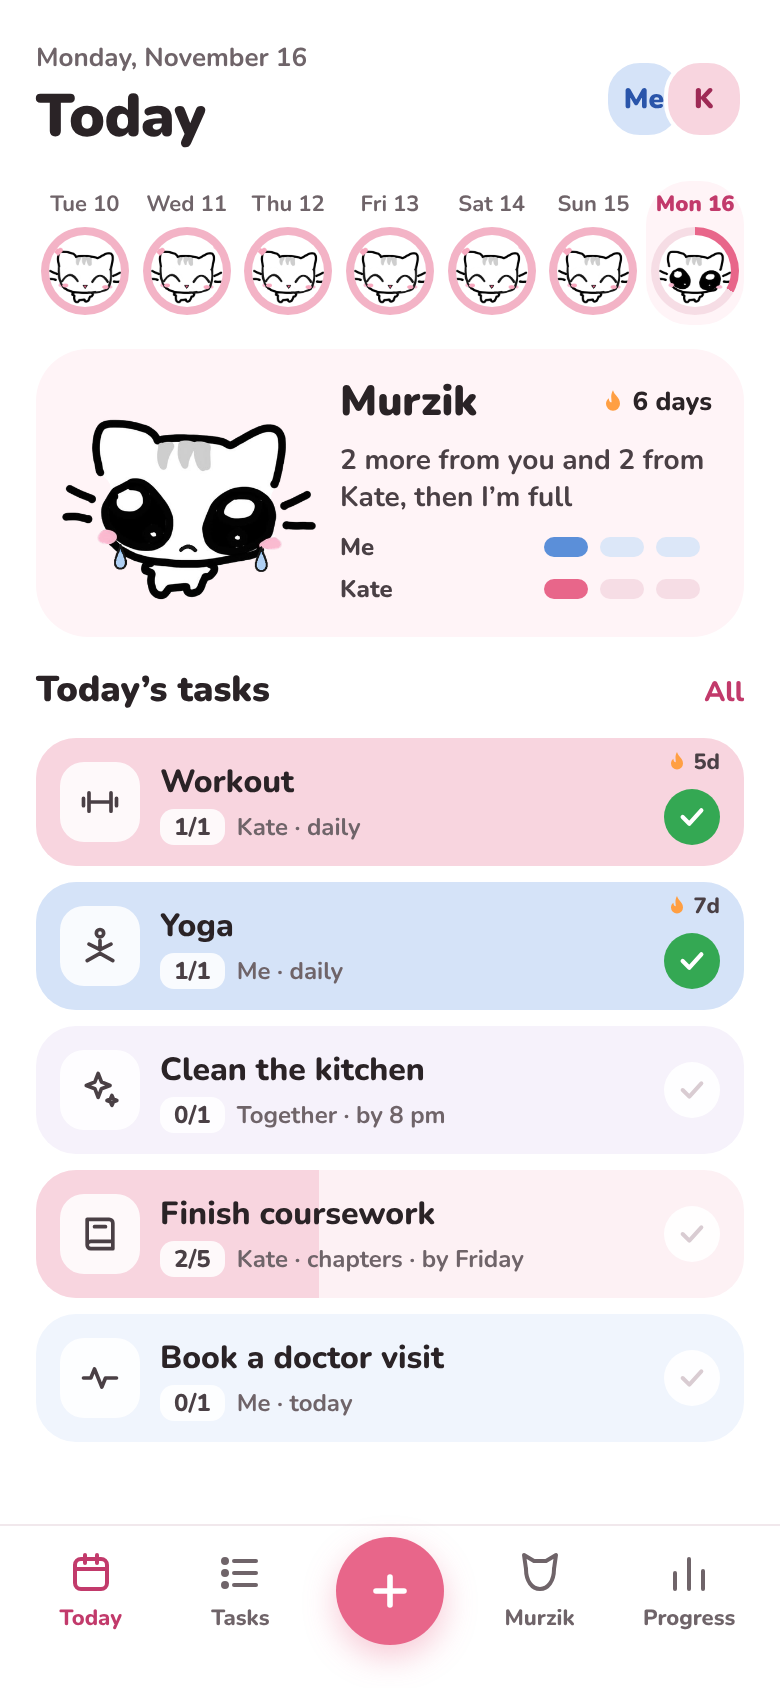 Monday, November 16
Today
Me
K
Tue 10
Wed 11
Thu 12
Fri 13
Sat 14
Sun 15
Mon 16
Murzik
6 days
2 more from you and 2 from
Kate, then I’m full
Me
Kate
Today’s tasks
All
Workout
5d
1/1
Kate · daily
Yoga
7d
1/1
Me · daily
Clean the kitchen
0/1
Together · by 8 pm
Finish coursework
2/5
Kate · chapters · by Friday
Book a doctor visit
0/1
Me · today
Today
Tasks
Murzik
Progress